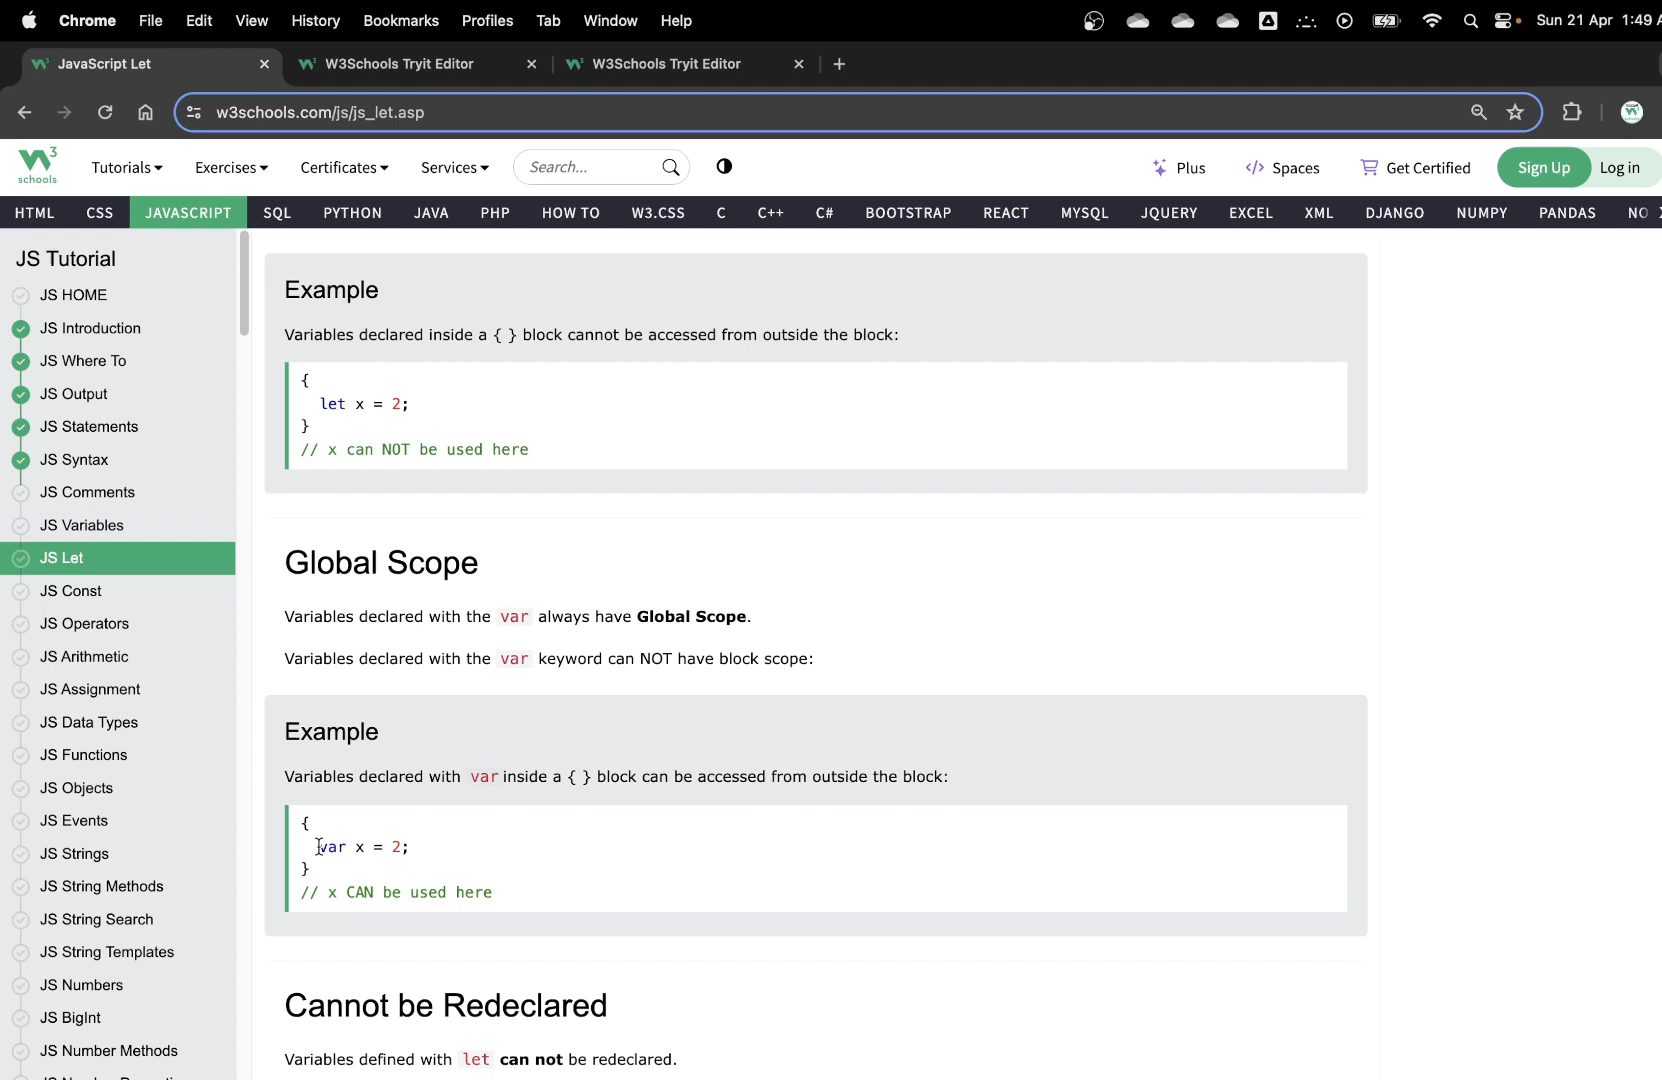 Chrome File Edit View History Bookmarks Profiles Tab Window Help Sun 21 Apr 1:49
JavaScript Let W3Schools Tryit Editor W3Schools Tryit Editor
w3schools.com/js/js_let.asp
W3 schools Tutorials Exercises Certificates Services Search... Plus Spaces Get Certified Sign Up Log in
HTML CSS JAVASCRIPT SQL PYTHON JAVA PHP HOW TO W3.CSS C C++ C# BOOTSTRAP REACT MYSQL JQUERY EXCEL XML DJANGO NUMPY PANDAS NO
JS Tutorial
JS HOME
JS Introduction
JS Where To
JS Output
JS Statements
JS Syntax
JS Comments
JS Variables
JS Let
JS Const
JS Operators
JS Arithmetic
JS Assignment
JS Data Types
JS Functions
JS Objects
JS Events
JS Strings
JS String Methods
JS String Search
JS String Templates
JS Numbers
JS BigInt
JS Number Methods
Example
Variables declared inside a { } block cannot be accessed from outside the block:
{
let x = 2;
}
// x can NOT be used here
Global Scope
Variables declared with the var always have Global Scope.
Variables declared with the var keyword can NOT have block scope:
Example
Variables declared with var inside a { } block can be accessed from outside the block:
{
var x = 2;
}
// x CAN be used here
Cannot be Redeclared
Variables defined with let can not be redeclared.